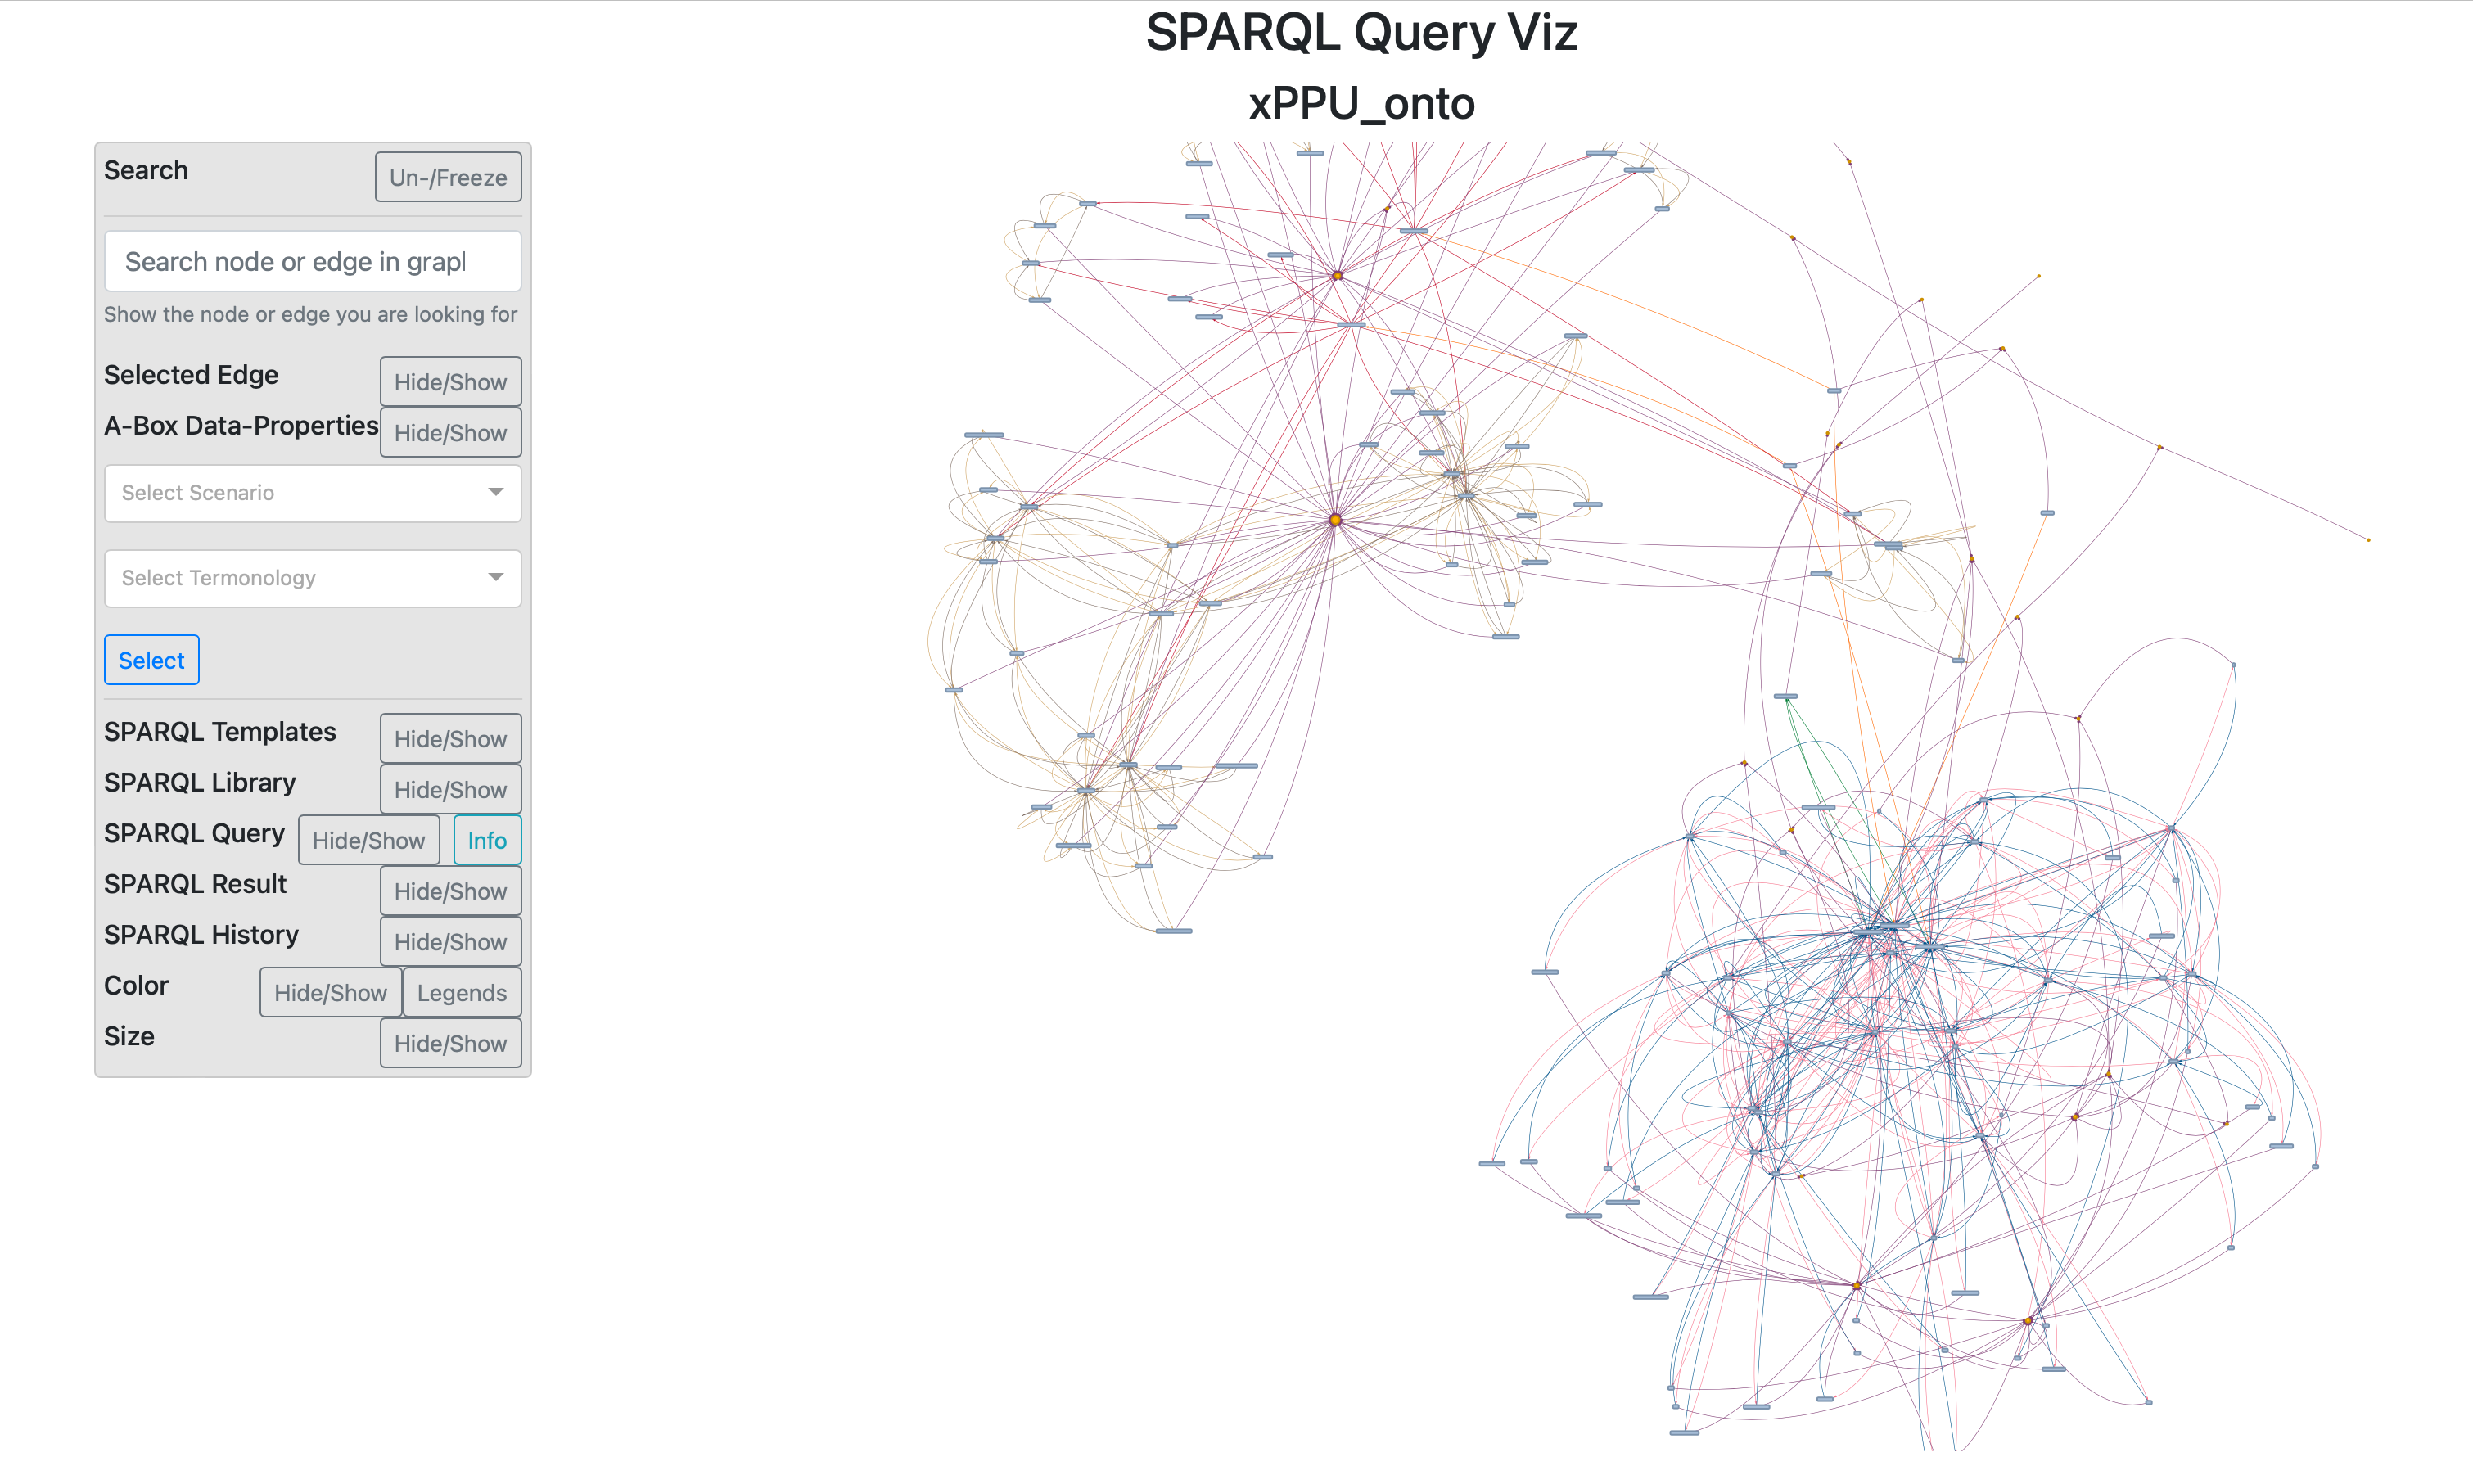 SPARQL Query Viz
xPPU_onto
Search
Un-/Freeze
Search node or edge in grapl
Show the node or edge you are looking for
Selected Edge
Hide/Show
A-Box Data-Properties
Hide/Show
Select Scenario
Select Termonology
Select
SPARQL Templates
Hide/Show
SPARQL Library
Hide/Show
SPARQL Query
Hide/Show
Info
SPARQL Result
Hide/Show
SPARQL History
Hide/Show
Color
Hide/Show
Legends
Size
Hide/Show